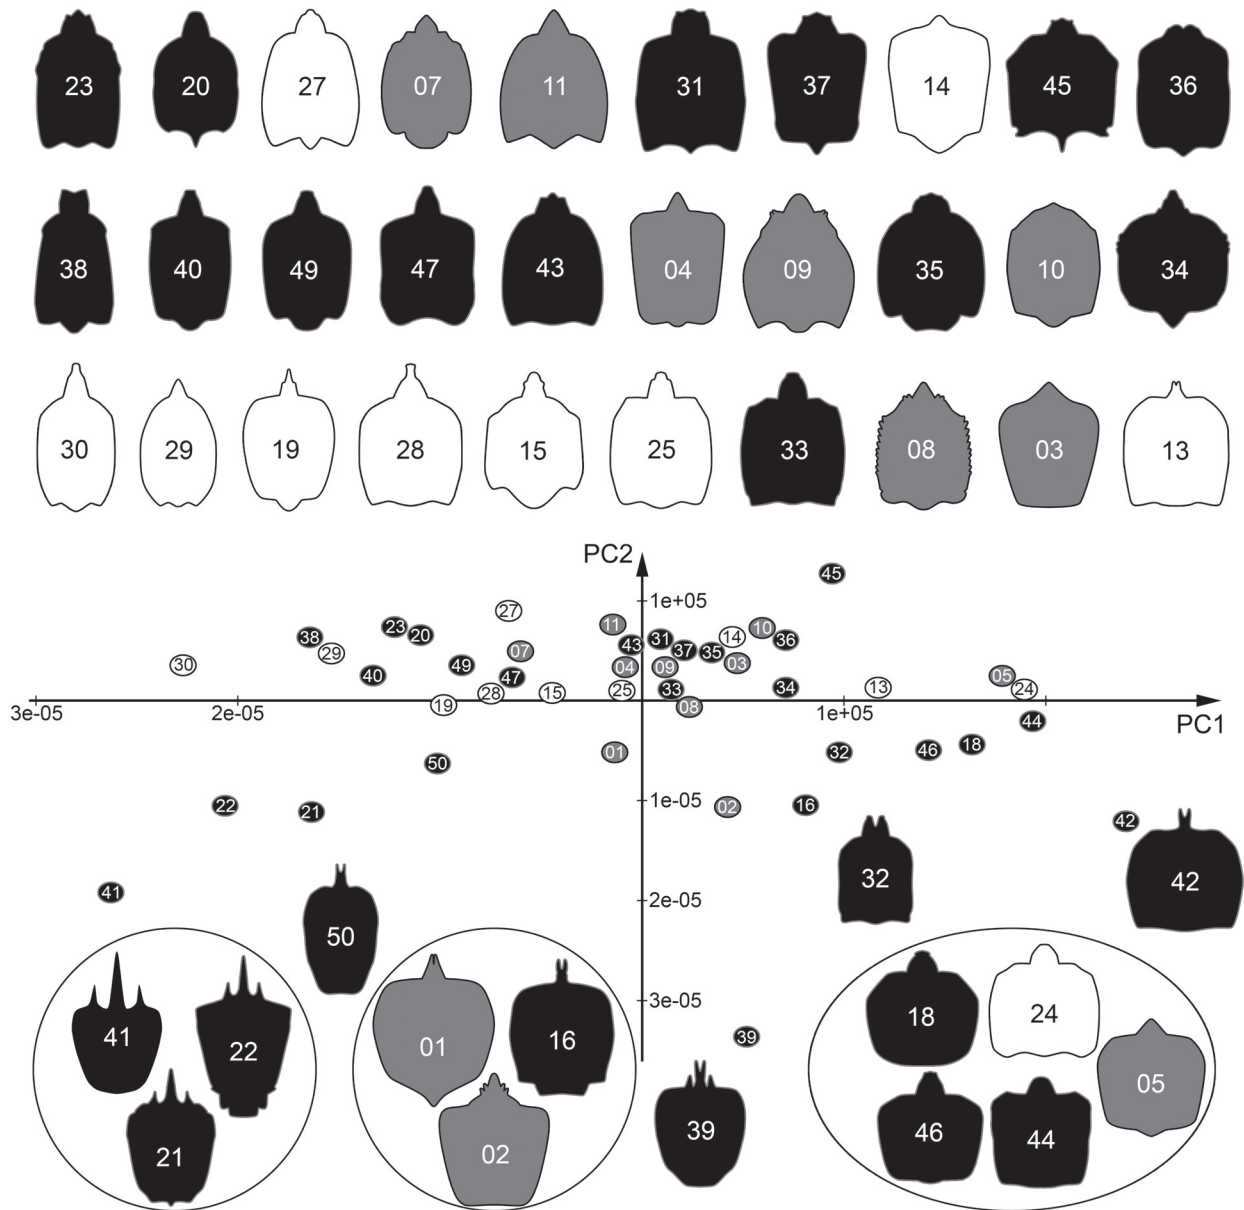 23 20 27 07 11 31 37 14 45 36
38 40 49 47 43 04 09 35 10 34
30 29 19 28 15 25 33 08 03 13
PC2
45
1e+05
27
11
23 10
38 20 43 31 14 36
29 07 37 35
30 49 04 09 03
40 47 05
28 15 25 33 34 13 24
19 08
3e-05 2e-05 1e+05
44
PC1
50 01 32 46 18
22 21 1e-05 02 16
42
41 2e-05
32 42
50
3e-05
41 22 01 16 39 18 24
21 02 39 46 44 05